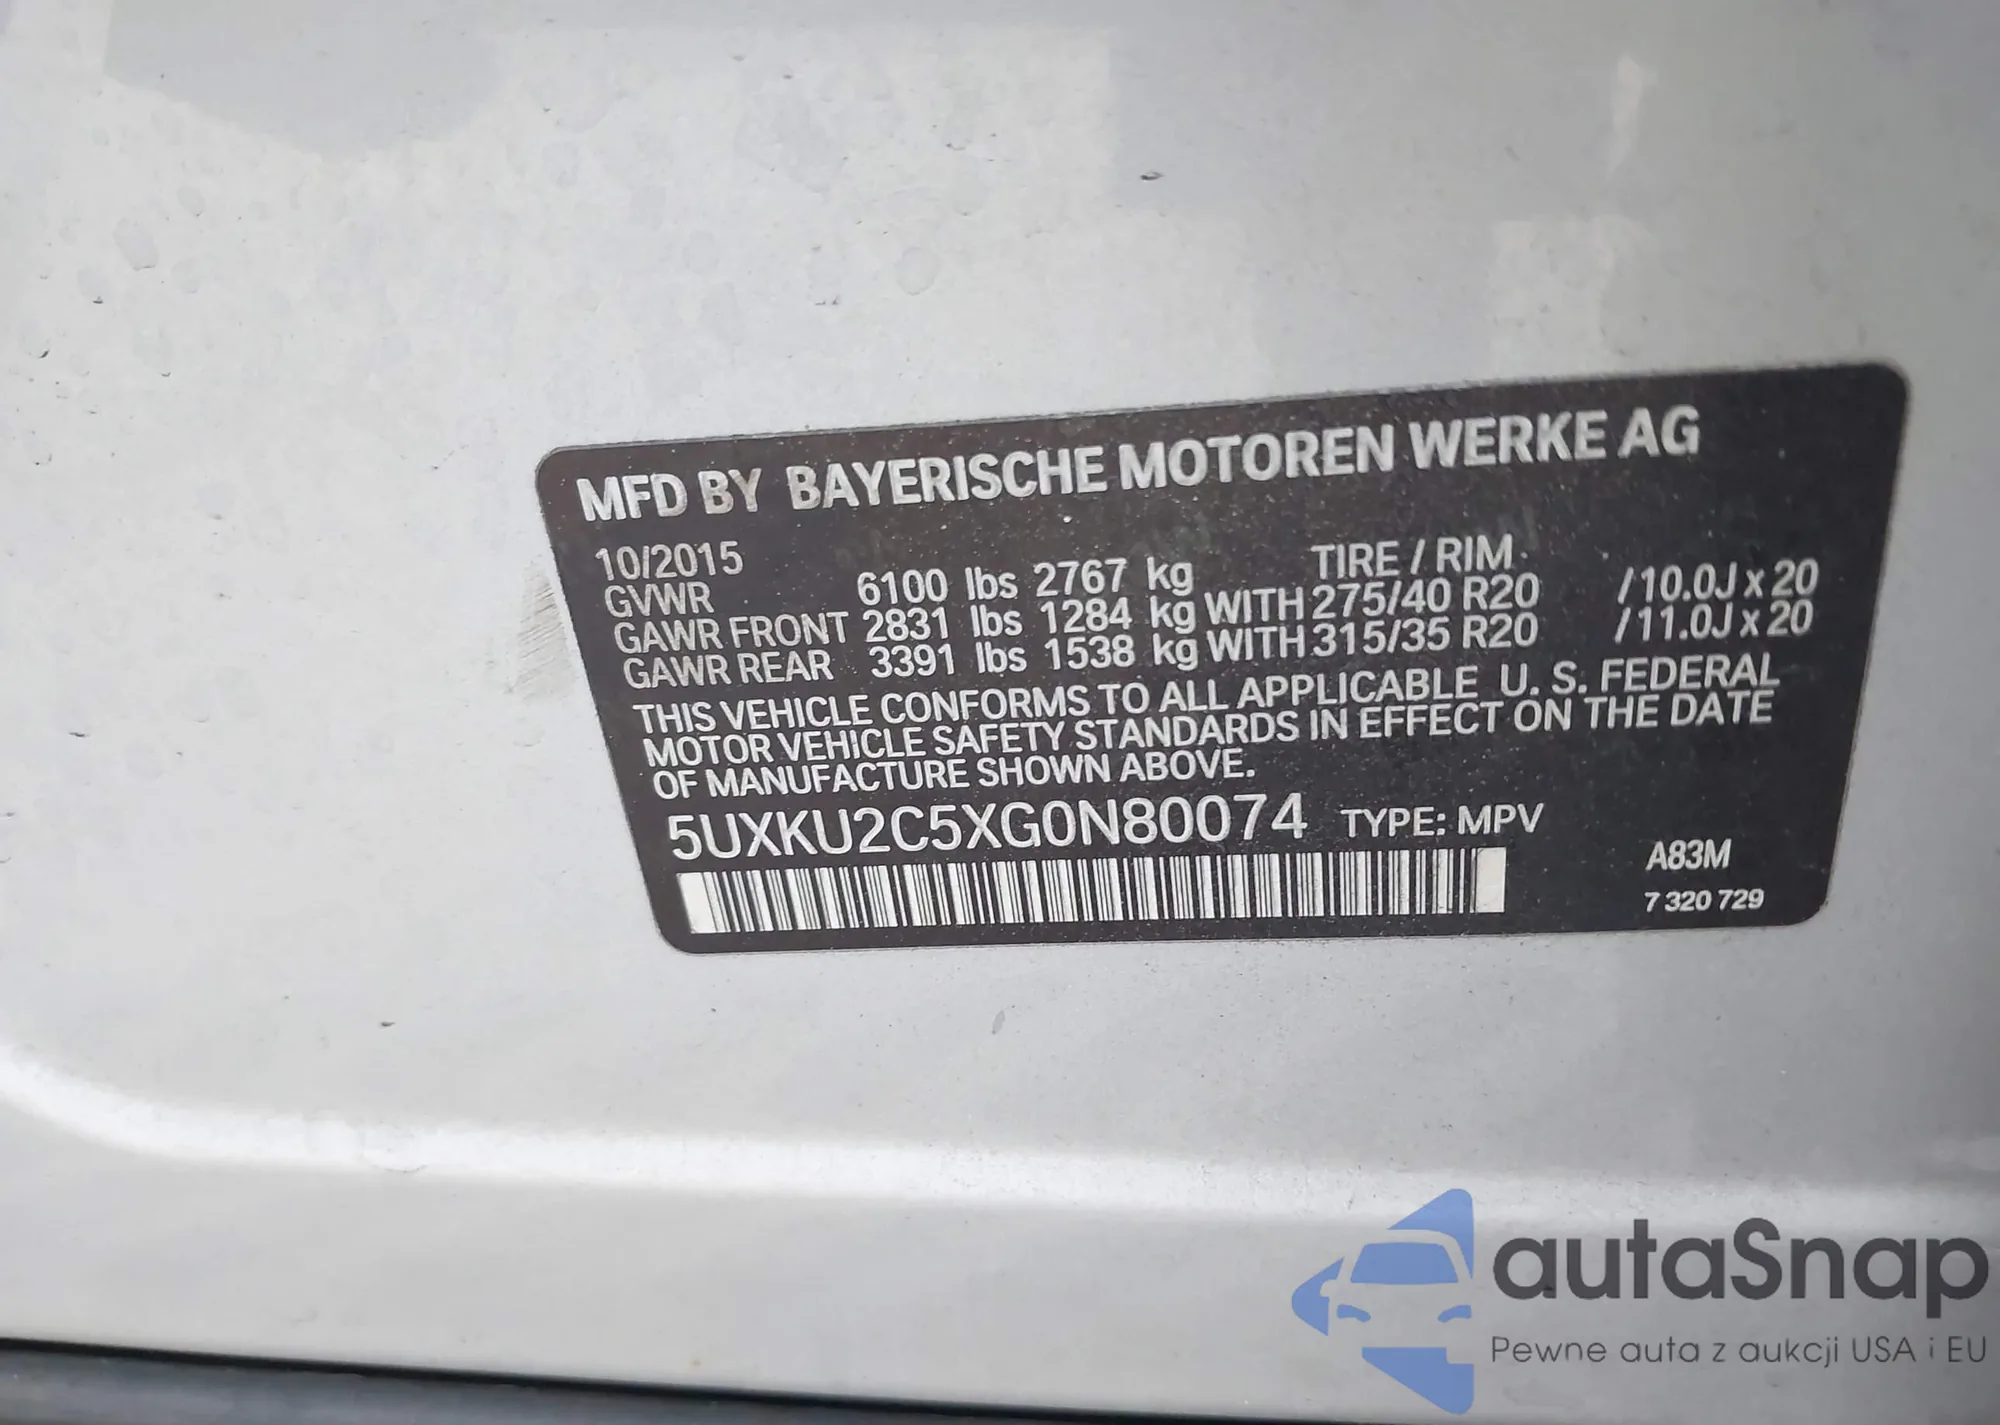 MFD BY BAYERISCHE MOTOREN WERKE AG
10/2015 TIRE / RIM
GVWR 6100 lbs 2767 kg
GAWR FRONT 2831 lbs 1284 kg WITH 275/40 R20 /10.0J x 20
GAWR REAR 3391 lbs 1538 kg WITH 315/35 R20 /11.0J x 20
THIS VEHICLE CONFORMS TO ALL APPLICABLE U. S. FEDERAL
MOTOR VEHICLE SAFETY STANDARDS IN EFFECT ON THE DATE
OF MANUFACTURE SHOWN ABOVE.
5UXKU2C5XG0N80074 TYPE: MPV
A83M
7 320 729
autaSnap
Pewne auta z aukcji USA i EU